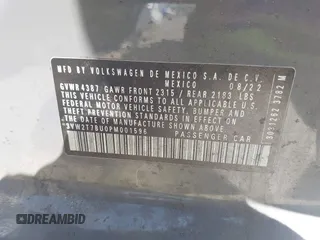 MFD BY VOLKSWAGEN DE MEXICO S.A. DE C.V.
MEXICO 08/22
GVWR 4387 GAWR FRONT 2315 / REAR 2183 LBS
THIS VEHICLE CONFORMS TO ALL APPLICABLE
FEDERAL MOTOR VEHICLE SAFETY, BUMPER AND
THEFT PREVENTION STANDARDS IN EFFECT ON
THE DATE OF MANUFACTURE SHOWN ABOVE
3VW2T7BU0PM001596
PASSENGER CAR
DREAMBID